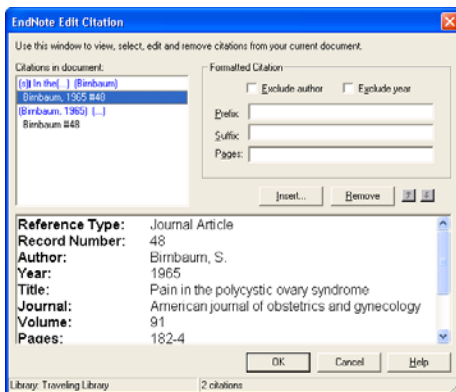 EndNote Edit Citation
Use this window to view, select, edit and remove citations from your current document.
Citations in document:
Formatted Citation
(s)) In the(...) (Birnbaum)
Birnbaum, 1965 #48
(Birnbaum, 1965) (...)
Birnbaum #48
Exclude author Exclude year
Prefix:
Suffix:
Pages:
Insert... Remove
Reference Type: Journal Article
Record Number: 48
Author: Birnbaum, S.
Year: 1965
Title: Pain in the polycystic ovary syndrome
Journal: American journal of obstetrics and gynecology
Volume: 91
Pages: 182-4
OK Cancel Help
Library: Traveling Library 2 citations